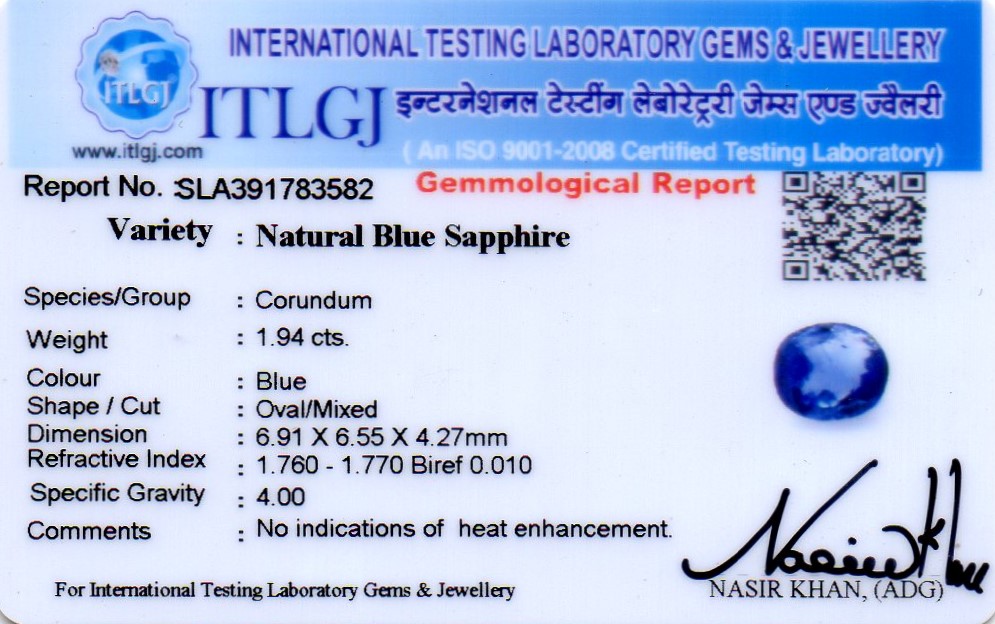 INTERNATIONAL TESTING LABORATORY GEMS & JEWELLERY
ITLGJ
ITLGJ इन्टरनेशनल टेस्टींग लेबोरेट्ररी जेम्स एण्ड ज्वैलरी
www.itlgj.com
( An ISO 9001-2008 Certified Testing Laboratory)
Report No. :SLA391783582
Gemmological Report
Variety : Natural Blue Sapphire
Species/Group : Corundum
Weight : 1.94 cts.
Colour : Blue
Shape / Cut : Oval/Mixed
Dimension : 6.91 X 6.55 X 4.27mm
Refractive Index : 1.760 - 1.770 Biref 0.010
Specific Gravity : 4.00
Comments : No indications of heat enhancement.
Nasir Khan
NASIR KHAN, (ADG)
For International Testing Laboratory Gems & Jewellery